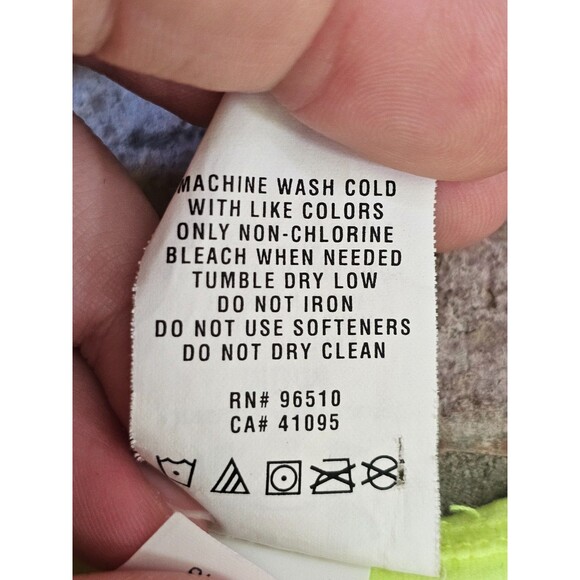 MACHINE WASH COLD
WITH LIKE COLORS
ONLY NON-CHLORINE
BLEACH WHEN NEEDED
TUMBLE DRY LOW
DO NOT IRON
DO NOT USE SOFTENERS
DO NOT DRY CLEAN
RN# 96510
CA# 41095